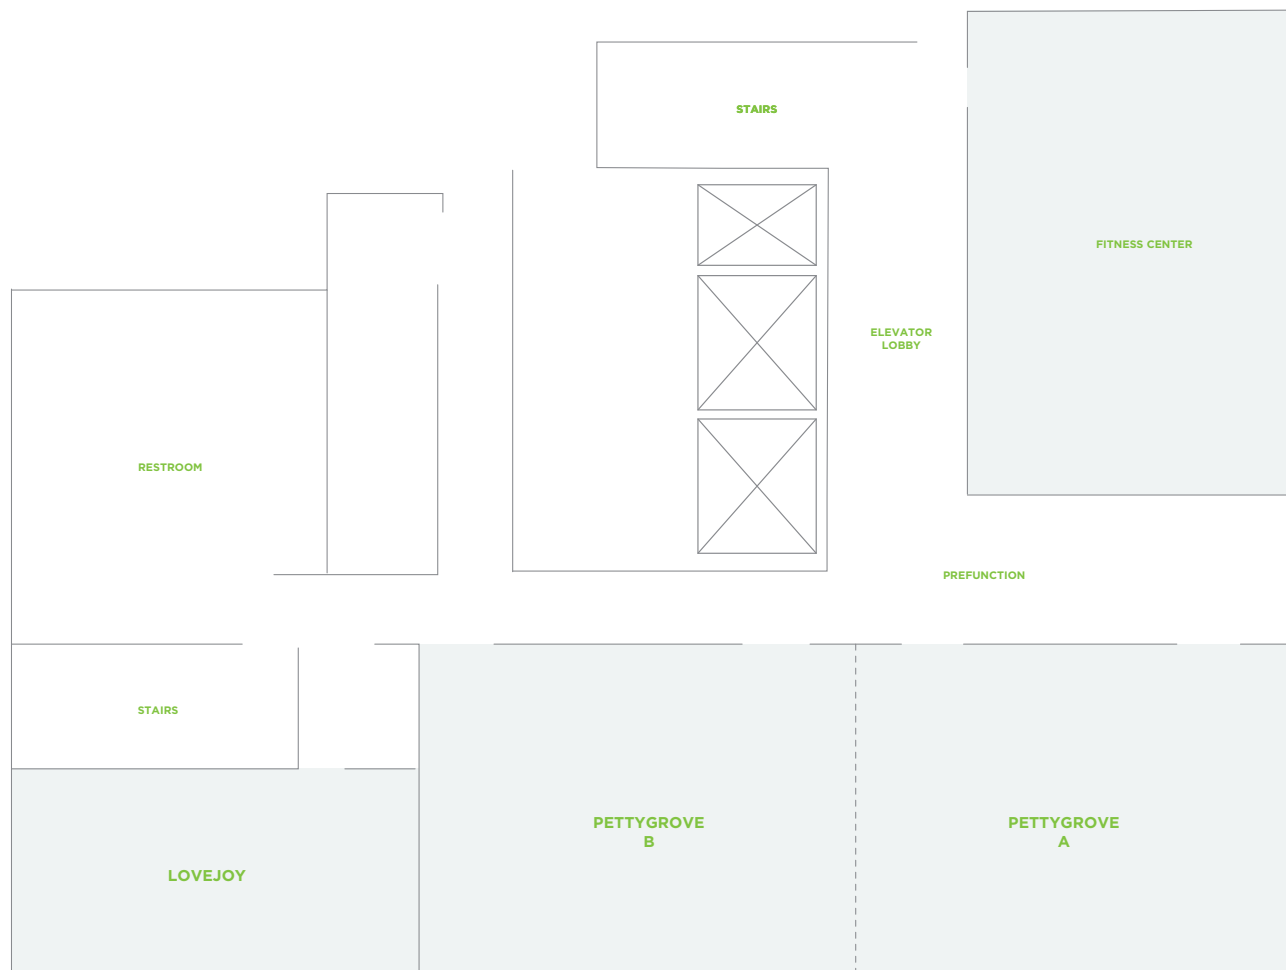 STAIRS
FITNESS CENTER
ELEVATOR
LOBBY
RESTROOM
PREFUNCTION
STAIRS
PETTYGROVE
B
PETTYGROVE
A
LOVEJOY